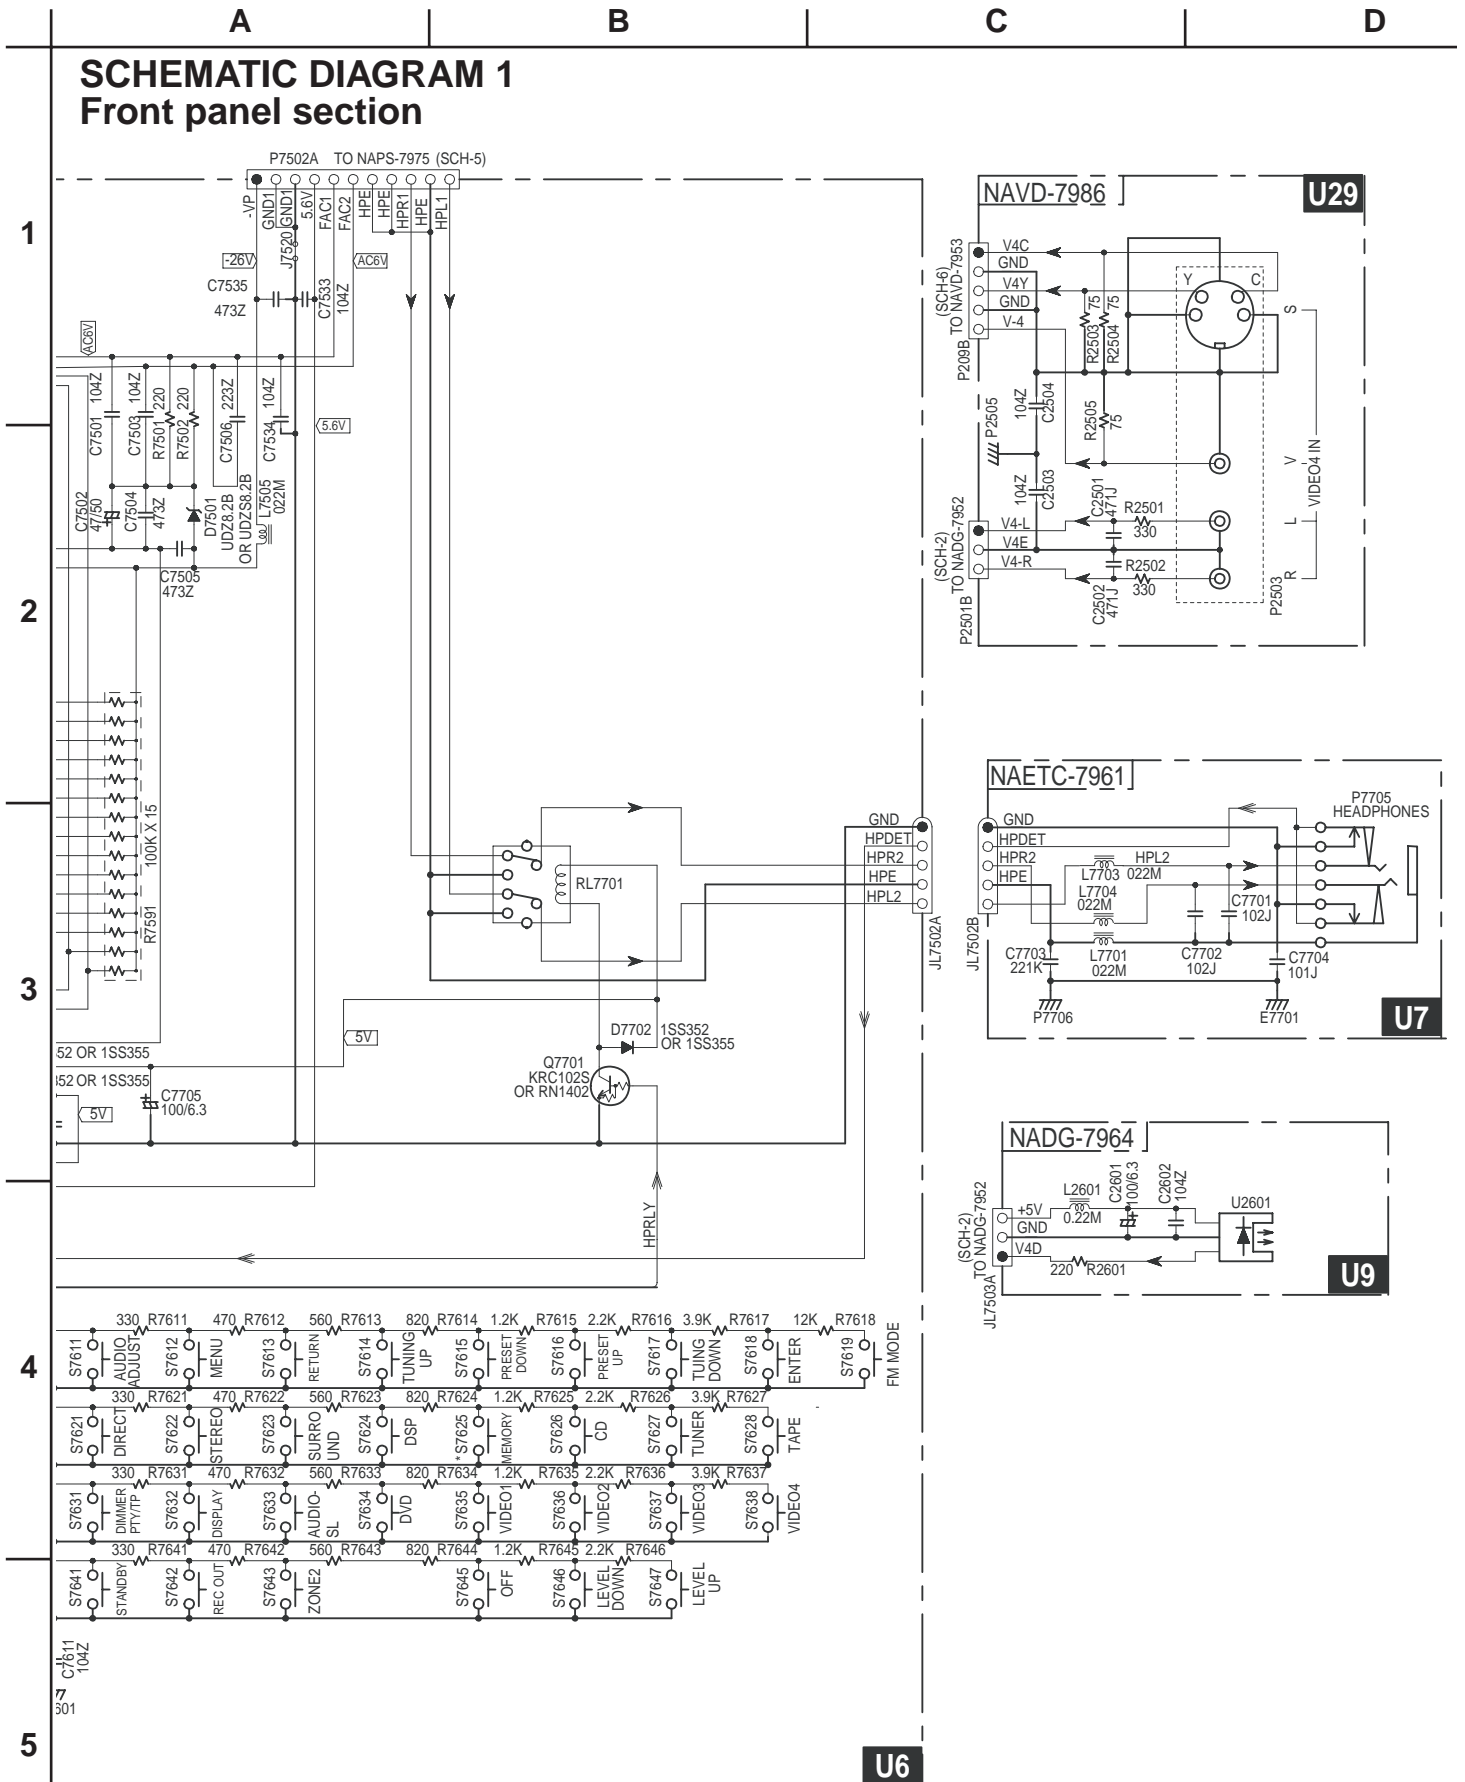 A B C D
SCHEMATIC DIAGRAM 1
Front panel section
P7502A TO NAPS-7975 (SCH-5)
-VP
GND1
GND1
5.6V
FAC1
FAC2
HPE
HPE
HPR1
HPE
HPL1
1
-26V
J7520
AC6V
C7535
473Z
C7533
104Z
AC6V
C7501 104Z
C7503 104Z
R7501 220
R7502 220
C7506 223Z
C7534 104Z
5.6V
C7502
47/50
C7504
473Z
D7501
UDZ8.2B
OR UDZS8.2B
L7505
022M
C7505
473Z
2
NAVD-7986
U29
(SCH-6)
TO NAVD-7953
P209B
V4C
GND
V4Y
GND
V-4
R2503 75
R2504 75
Y C
S
P2505
104Z
C2504
R2505
75
V
VIDEO4 IN
104Z
C2503
(SCH-2)
TO NADG-7952
P2501B
V4-L
V4E
V4-R
C2501
471J
R2501
330
C2502
471J
R2502
330
L
R
P2503
R7591 100K X 15
3
RL7701
GND
HPDET
HPR2
HPE
HPL2
JL7502A
NAETC-7961
P7705
HEADPHONES
GND
HPDET
HPR2
HPE
JL7502B
L7703
HPL2
022M
L7704
022M
L7701
022M
C7701
102J
C7702
102J
C7703
221K
C7704
101J
P7706
E7701
U7
5V
D7702 1SS352
OR 1SS355
Q7701
KRC102S
OR RN1402
352 OR 1SS355
352 OR 1SS355
C7705
100/6.3
5V
NADG-7964
(SCH-2)
TO NADG-7952
JL7503A
+5V
GND
V4D
L2601
0.22M
C2601
100/6.3
C2602
104Z
U2601
220 R2601
U9
HPRLY
4
330 R7611 470 R7612 560 R7613 820 R7614 1.2K R7615 2.2K R7616 3.9K R7617 12K R7618
S7611 AUDIO ADJUST
S7612 MENU
S7613 RETURN
S7614 TUNING UP
S7615 PRESET DOWN
S7616 PRESET UP
S7617 TUING DOWN
S7618 ENTER
S7619 FM MODE
330 R7621 470 R7622 560 R7623 820 R7624 1.2K R7625 2.2K R7626 3.9K R7627
S7621 DIRECT
S7622 STEREO
S7623 SURRO UND
S7624 DSP
*S7625 MEMORY
S7626 CD
S7627 TUNER
S7628 TAPE
330 R7631 470 R7632 560 R7633 820 R7634 1.2K R7635 2.2K R7636 3.9K R7637
S7631 DIMMER PTY/TP
S7632 DISPLAY
S7633 AUDIO-SL
S7634 DVD
S7635 VIDEO1
S7636 VIDEO2
S7637 VIDEO3
S7638 VIDEO4
330 R7641 470 R7642 560 R7643 820 R7644 1.2K R7645 2.2K R7646
S7641 STANDBY
S7642 REC OUT
S7643 ZONE2
S7645 OFF
S7646 LEVEL DOWN
S7647 LEVEL UP
C7611
104Z
601
5
U6